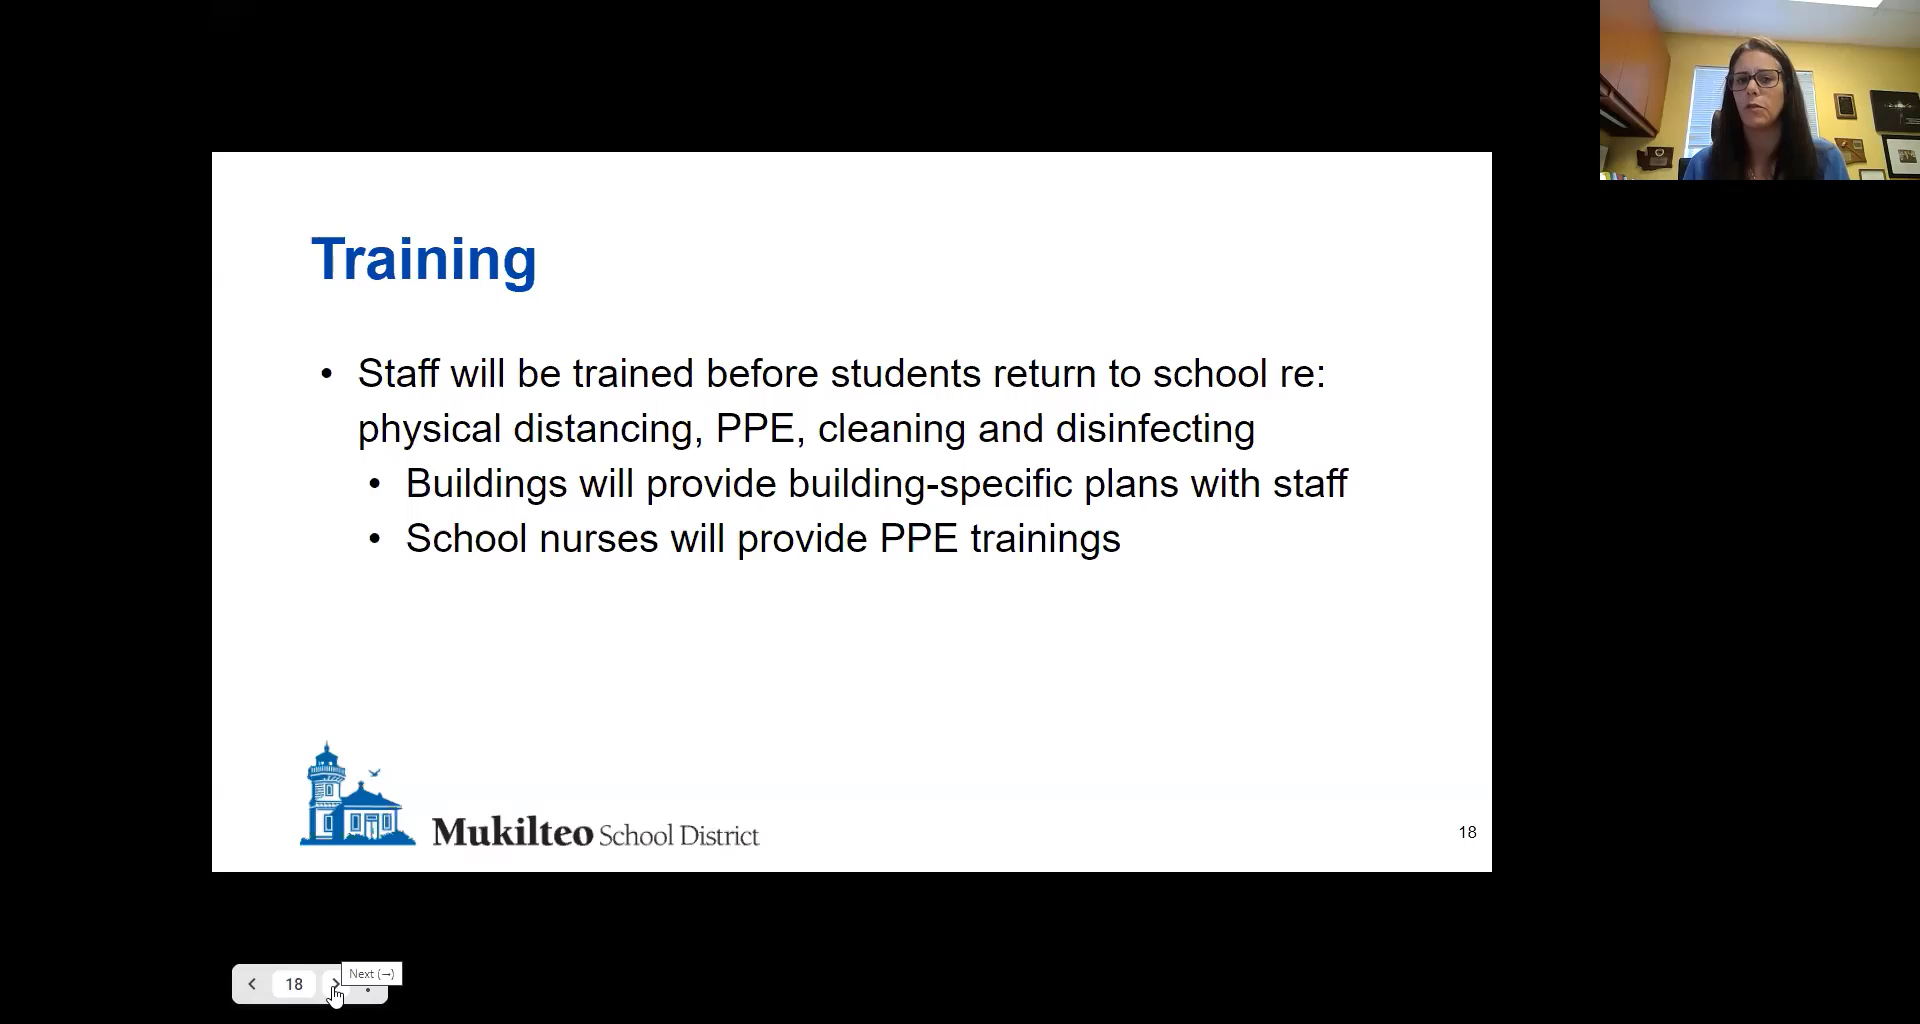 Training
• Staff will be trained before students return to school re:
physical distancing, PPE, cleaning and disinfecting
• Buildings will provide building-specific plans with staff
• School nurses will provide PPE trainings
Mukilteo School District
18
18
Next (→)